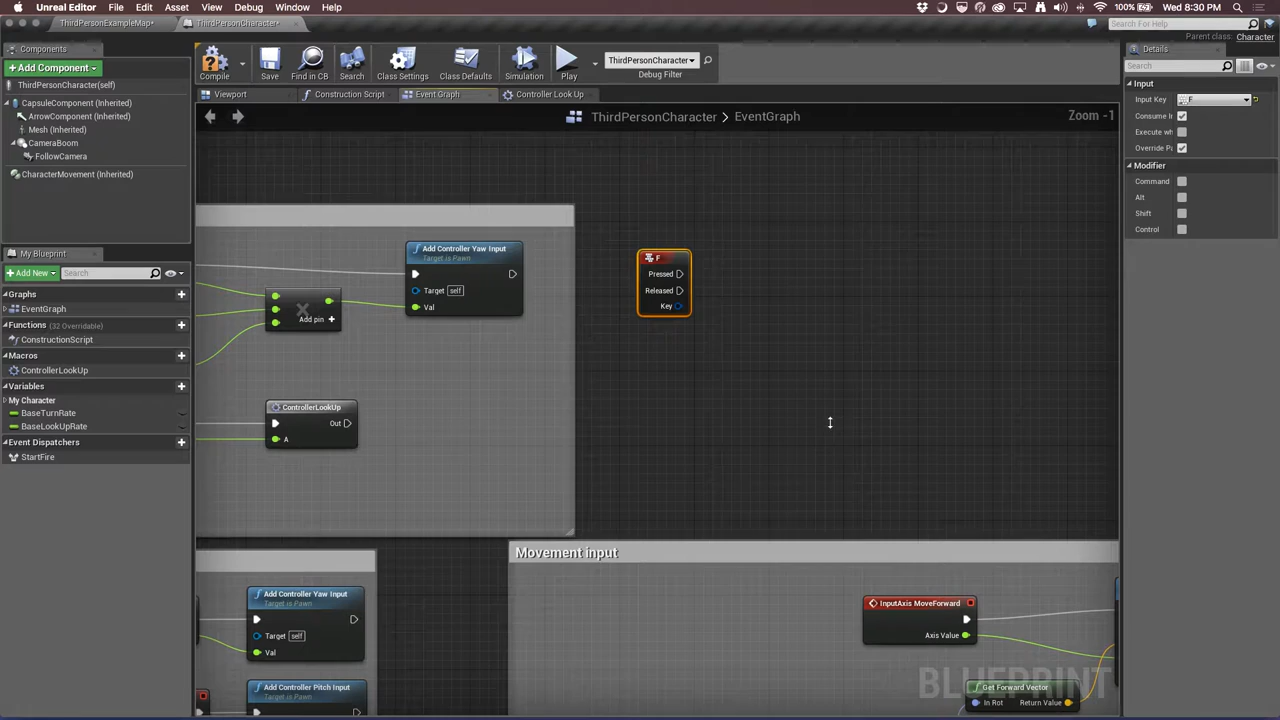 Unreal Editor File Edit Asset View Debug Window Help
100% Wed 8:30 PM
ThirdPersonExampleMap*
ThirdPersonCharacter*
Search For Help
Parent class: Character
Components
+Add Component
ThirdPersonCharacter(self)
CapsuleComponent (Inherited)
ArrowComponent (Inherited)
Mesh (Inherited)
CameraBoom
FollowCamera
CharacterMovement (Inherited)
My Blueprint
+Add New
Search
Graphs
EventGraph
Functions (32 Overridable)
ConstructionScript
Macros
ControllerLookUp
Variables
My Character
BaseTurnRate
BaseLookUpRate
Event Dispatchers
StartFire
Compile
Save
Find in CB
Search
Class Settings
Class Defaults
Simulation
Play
ThirdPersonCharacter
Debug Filter
Viewport
Construction Script
Event Graph
Controller Look Up
ThirdPersonCharacter > EventGraph
Zoom -1
Add Controller Yaw Input
Target is Pawn
Target self
Val
Add pin +
ControllerLookUp
Out
A
F
Pressed
Released
Key
Movement input
Add Controller Yaw Input
Target is Pawn
Target self
Val
Add Controller Pitch Input
Target is Pawn
InputAxis MoveForward
Axis Value
Get Forward Vector
In Rot Return Value
BLUEPRINT
Details
Search
Input
Input Key F
Consume I
Execute wh
Override Pa
Modifier
Command
Alt
Shift
Control